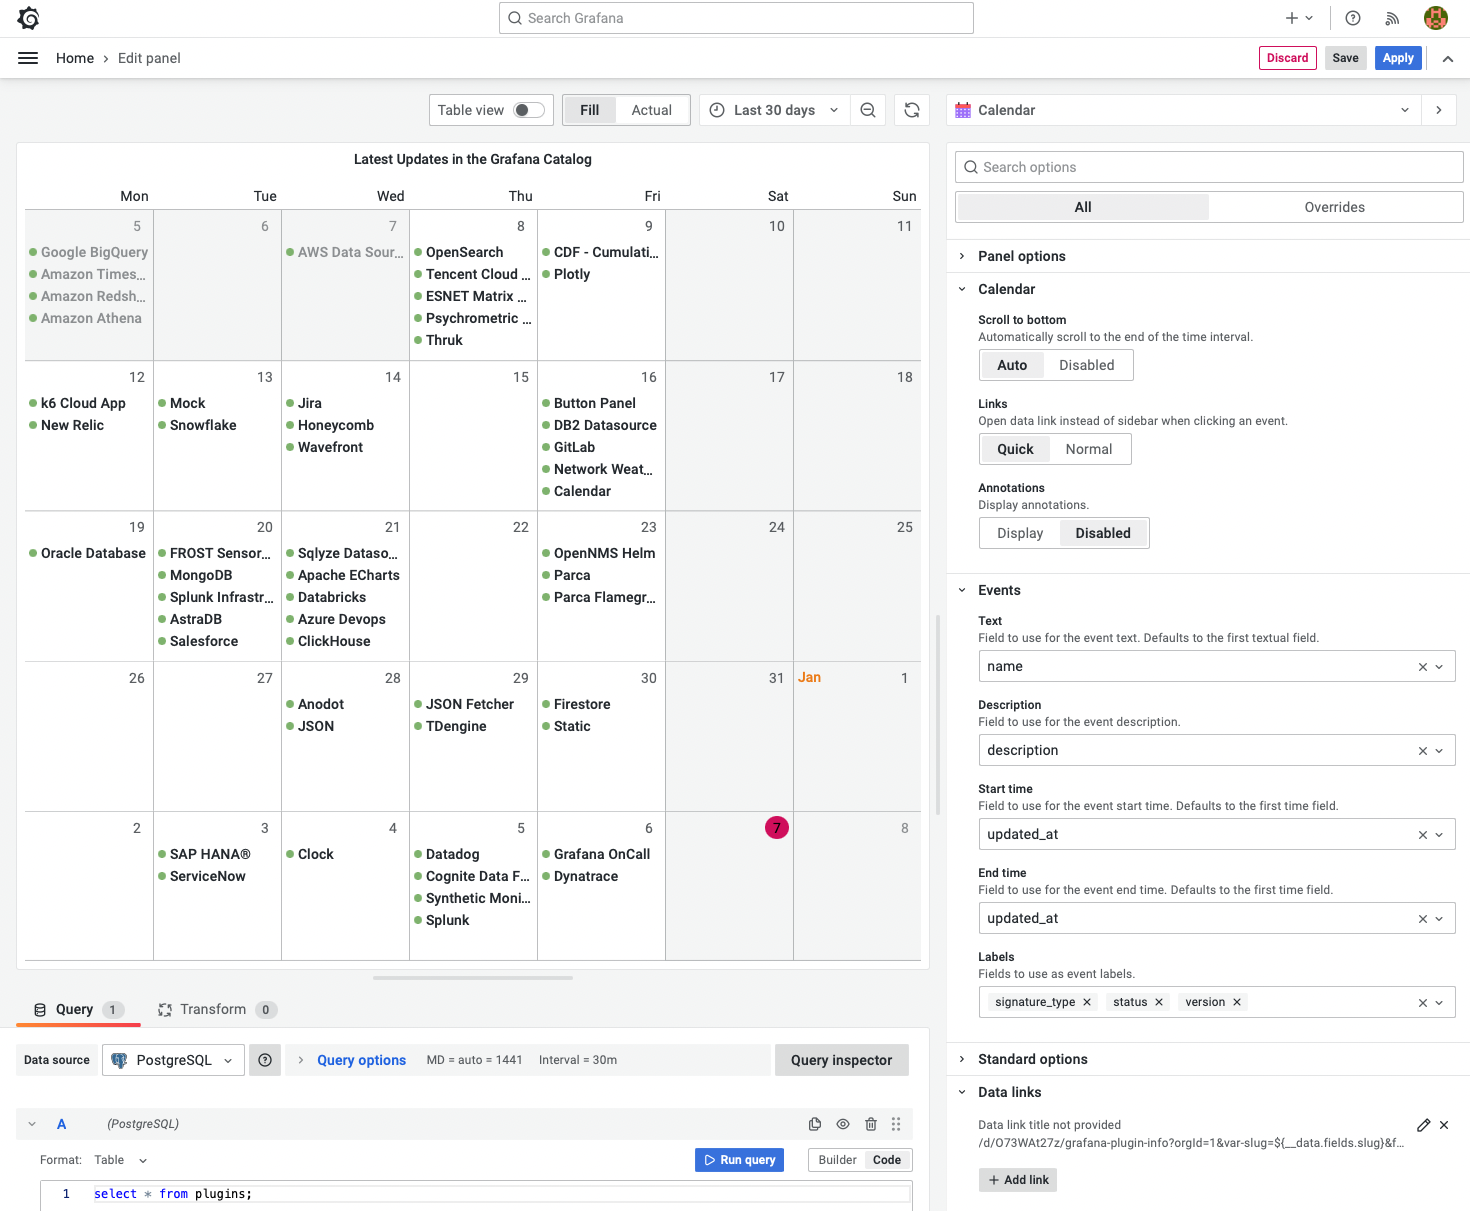 Search Grafana
Home › Edit panel
Discard Save Apply
Table view Fill Actual Last 30 days
Calendar
Latest Updates in the Grafana Catalog
Mon Tue Wed Thu Fri Sat Sun
5 6 7 8 9 10 11
Google BigQuery AWS Data Sour... OpenSearch CDF - Cumulati...
Amazon Times... Tencent Cloud ... Plotly
Amazon Redsh... ESNET Matrix ...
Amazon Athena Psychrometric ...
Thruk
12 13 14 15 16 17 18
k6 Cloud App Mock Jira Button Panel
New Relic Snowflake Honeycomb DB2 Datasource
Wavefront GitLab
Network Weat...
Calendar
19 20 21 22 23 24 25
Oracle Database FROST Sensor... Sqlyze Dataso... OpenNMS Helm
MongoDB Apache ECharts Parca
Splunk Infrastr... Databricks Parca Flamegr...
AstraDB Azure Devops
Salesforce ClickHouse
26 27 28 29 30 31 Jan 1
Anodot JSON Fetcher Firestore
JSON TDengine Static
2 3 4 5 6 7 8
SAP HANA® Clock Datadog Grafana OnCall
ServiceNow Cognite Data F... Dynatrace
Synthetic Moni...
Splunk
Query 1 Transform 0
Data source PostgreSQL Query options MD = auto = 1441 Interval = 30m Query inspector
A (PostgreSQL)
Format: Table Run query Builder Code
1 select * from plugins;
Search options
All Overrides
Panel options
Calendar
Scroll to bottom
Automatically scroll to the end of the time interval.
Auto Disabled
Links
Open data link instead of sidebar when clicking an event.
Quick Normal
Annotations
Display annotations.
Display Disabled
Events
Text
Field to use for the event text. Defaults to the first textual field.
name
Description
Field to use for the event description.
description
Start time
Field to use for the event start time. Defaults to the first time field.
updated_at
End time
Field to use for the event end time. Defaults to the first time field.
updated_at
Labels
Fields to use as event labels.
signature_type status version
Standard options
Data links
Data link title not provided
/d/O73WAt27z/grafana-plugin-info?orgId=1&var-slug=${__data.fields.slug}&f...
+ Add link